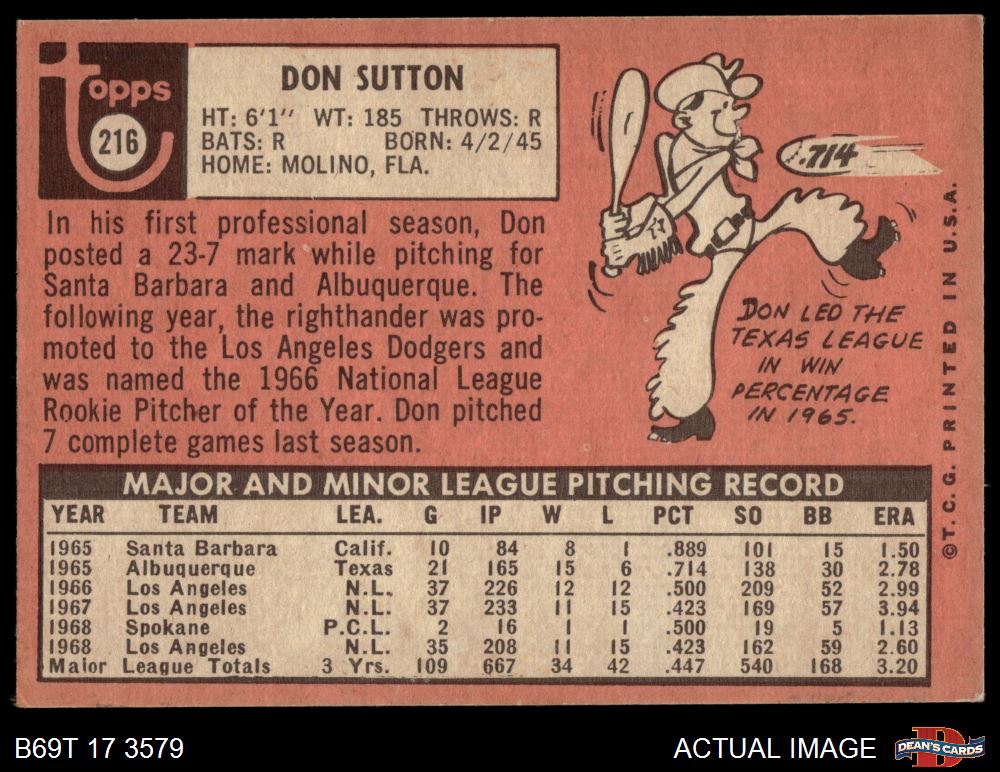 Topps
216
DON SUTTON
HT: 6'1" WT: 185 THROWS: R
BATS: R BORN: 4/2/45
HOME: MOLINO, FLA.
In his first professional season, Don
posted a 23-7 mark while pitching for
Santa Barbara and Albuquerque. The
following year, the righthander was pro-
moted to the Los Angeles Dodgers and
was named the 1966 National League
Rookie Pitcher of the Year. Don pitched
7 complete games last season.
.714
DON LED THE
TEXAS LEAGUE
IN WIN
PERCENTAGE
IN 1965.
©T.C.G. PRINTED IN U.S.A.
MAJOR AND MINOR LEAGUE PITCHING RECORD
YEAR TEAM LEA. G IP W L PCT SO BB ERA
1965 Santa Barbara Calif. 10 84 8 1 .889 101 15 1.50
1965 Albuquerque Texas 21 165 15 6 .714 138 30 2.78
1966 Los Angeles N.L. 37 226 12 12 .500 209 52 2.99
1967 Los Angeles N.L. 37 233 11 15 .423 169 57 3.94
1968 Spokane P.C.L. 2 16 1 1 .500 19 5 1.13
1968 Los Angeles N.L. 35 208 11 15 .423 162 59 2.60
Major League Totals 3 Yrs. 109 667 34 42 .447 540 168 3.20
B69T 17 3579
ACTUAL IMAGE
D
DEAN'S CARDS